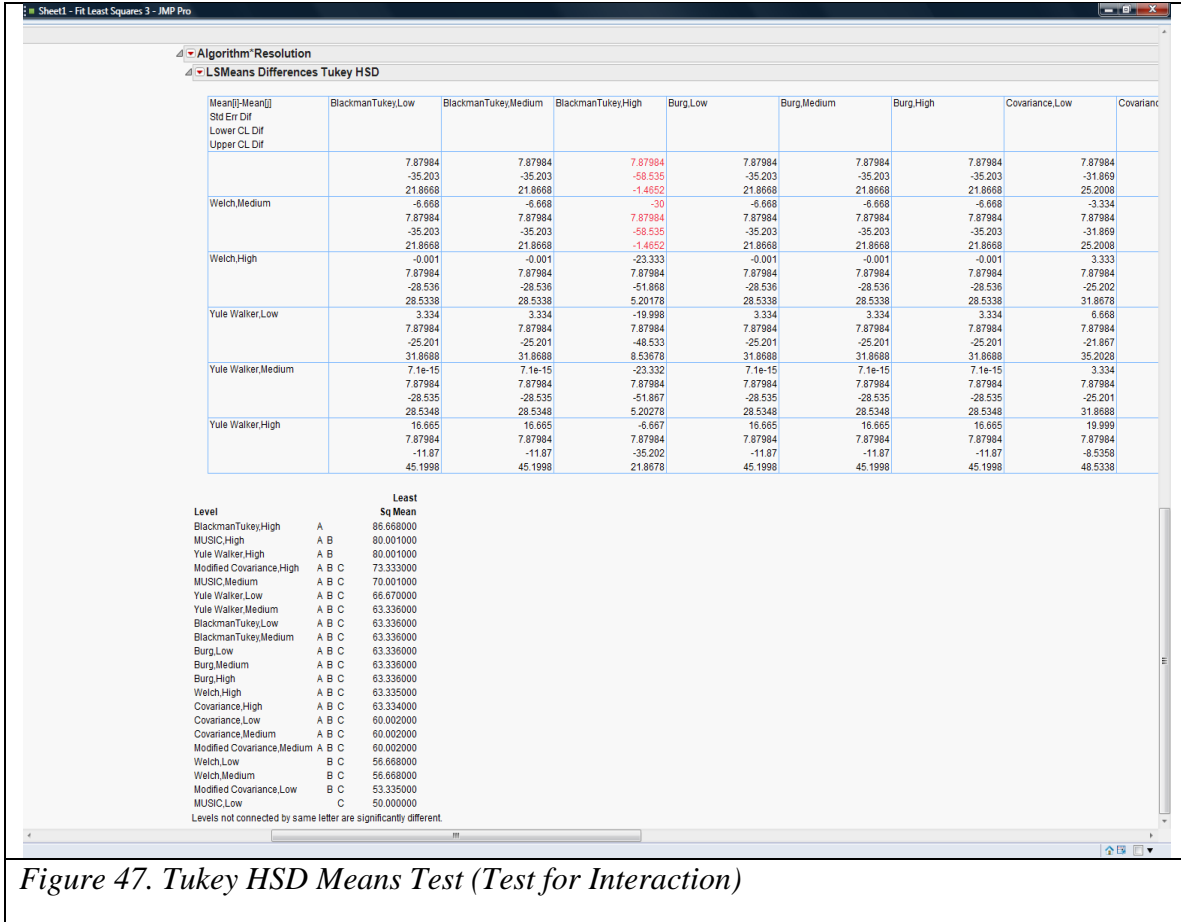 Sheet1 - Fit Least Squares 3 - JMP Pro
Algorithm*Resolution
LSMeans Differences Tukey HSD
Mean[i]-Mean[j] BlackmanTukey,Low BlackmanTukey,Medium BlackmanTukey,High Burg,Low Burg,Medium Burg,High Covariance,Low Covarianc
Std Err Dif
Lower CL Dif
Upper CL Dif
7.87984 7.87984 7.87984 7.87984 7.87984 7.87984 7.87984
-35.203 -35.203 -58.535 -35.203 -35.203 -35.203 -31.869
21.8668 21.8668 -1.4652 21.8668 21.8668 21.8668 25.2008
Welch,Medium -6.668 -6.668 -30 -6.668 -6.668 -6.668 -3.334
7.87984 7.87984 7.87984 7.87984 7.87984 7.87984 7.87984
-35.203 -35.203 -58.535 -35.203 -35.203 -35.203 -31.869
21.8668 21.8668 -1.4652 21.8668 21.8668 21.8668 25.2008
Welch,High -0.001 -0.001 -23.333 -0.001 -0.001 -0.001 3.333
7.87984 7.87984 7.87984 7.87984 7.87984 7.87984 7.87984
-28.536 -28.536 -51.868 -28.536 -28.536 -28.536 -25.202
28.5338 28.5338 5.20178 28.5338 28.5338 28.5338 31.8678
Yule Walker,Low 3.334 3.334 -19.998 3.334 3.334 3.334 6.668
7.87984 7.87984 7.87984 7.87984 7.87984 7.87984 7.87984
-25.201 -25.201 -48.533 -25.201 -25.201 -25.201 -21.867
31.8688 31.8688 8.53678 31.8688 31.8688 31.8688 35.2028
Yule Walker,Medium 7.1e-15 7.1e-15 -23.332 7.1e-15 7.1e-15 7.1e-15 3.334
7.87984 7.87984 7.87984 7.87984 7.87984 7.87984 7.87984
-28.535 -28.535 -51.867 -28.535 -28.535 -28.535 -25.201
28.5348 28.5348 5.20278 28.5348 28.5348 28.5348 31.8688
Yule Walker,High 16.665 16.665 -6.667 16.665 16.665 16.665 19.999
7.87984 7.87984 7.87984 7.87984 7.87984 7.87984 7.87984
-11.87 -11.87 -35.202 -11.87 -11.87 -11.87 -8.5358
45.1998 45.1998 21.8678 45.1998 45.1998 45.1998 48.5338
Least
Level Sq Mean
BlackmanTukey,High A 86.668000
MUSIC,High A B 80.001000
Yule Walker,High A B 80.001000
Modified Covariance,High A B C 73.333000
MUSIC,Medium A B C 70.001000
Yule Walker,Low A B C 66.670000
Yule Walker,Medium A B C 63.336000
BlackmanTukey,Low A B C 63.336000
BlackmanTukey,Medium A B C 63.336000
Burg,Low A B C 63.336000
Burg,Medium A B C 63.336000
Burg,High A B C 63.336000
Welch,High A B C 63.335000
Covariance,High A B C 63.334000
Covariance,Low A B C 60.002000
Covariance,Medium A B C 60.002000
Modified Covariance,Medium A B C 60.002000
Welch,Low B C 56.668000
Welch,Medium B C 56.668000
Modified Covariance,Low B C 53.335000
MUSIC,Low C 50.000000
Levels not connected by same letter are significantly different.
Figure 47. Tukey HSD Means Test (Test for Interaction)